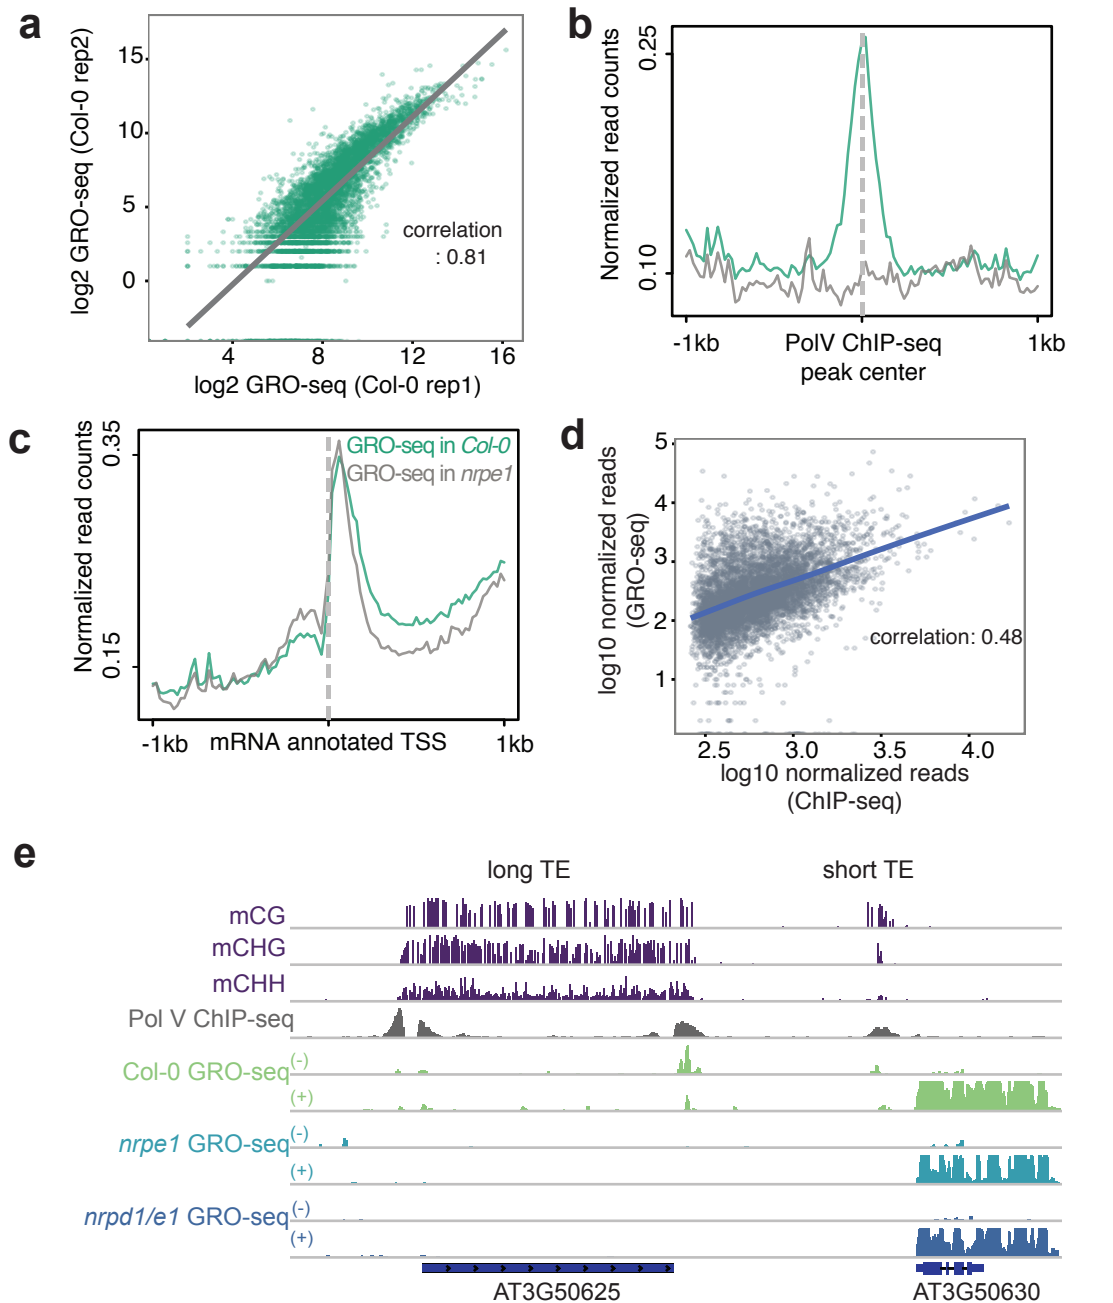 a
log2 GRO-seq (Col-0 rep2)
15
10
5
0
correlation
: 0.81
4 8 12 16
log2 GRO-seq (Col-0 rep1)
b
Normalized read counts
0.25
0.10
-1kb PolV ChIP-seq 1kb
peak center
c
Normalized read counts
0.35
0.15
GRO-seq in Col-0
GRO-seq in nrpe1
-1kb mRNA annotated TSS 1kb
d
log10 normalized reads
(GRO-seq)
5
4
3
2
1
correlation: 0.48
2.5 3.0 3.5 4.0
log10 normalized reads
(ChIP-seq)
e
long TE short TE
mCG
mCHG
mCHH
Pol V ChIP-seq
Col-0 GRO-seq (-)
(+)
nrpe1 GRO-seq (-)
(+)
nrpd1/e1 GRO-seq (-)
(+)
AT3G50625 AT3G50630